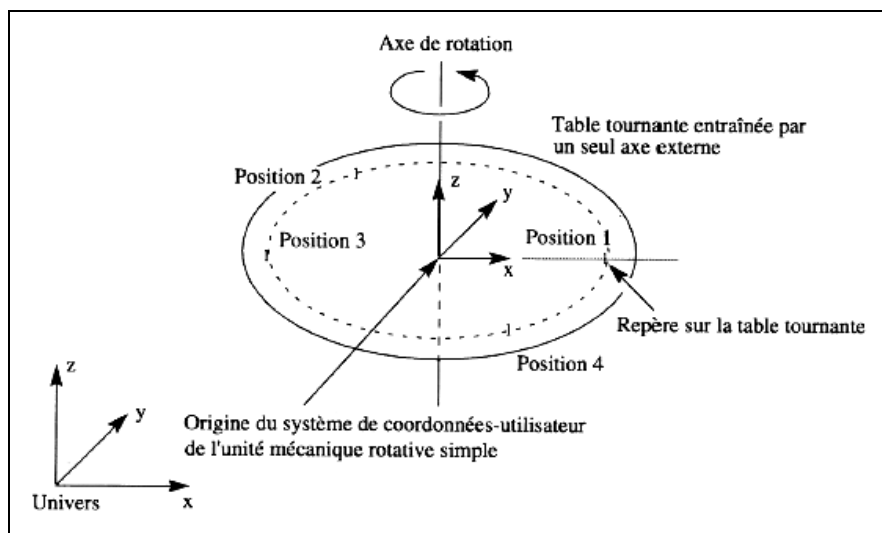 Axe de rotation
Table tournante entraînée par
un seul axe externe
Position 2
z
y
Position 3
Position 1
x
Repère sur la table tournante
Position 4
z
y
Origine du système de coordonnées-utilisateur
de l'unité mécanique rotative simple
Univers
x